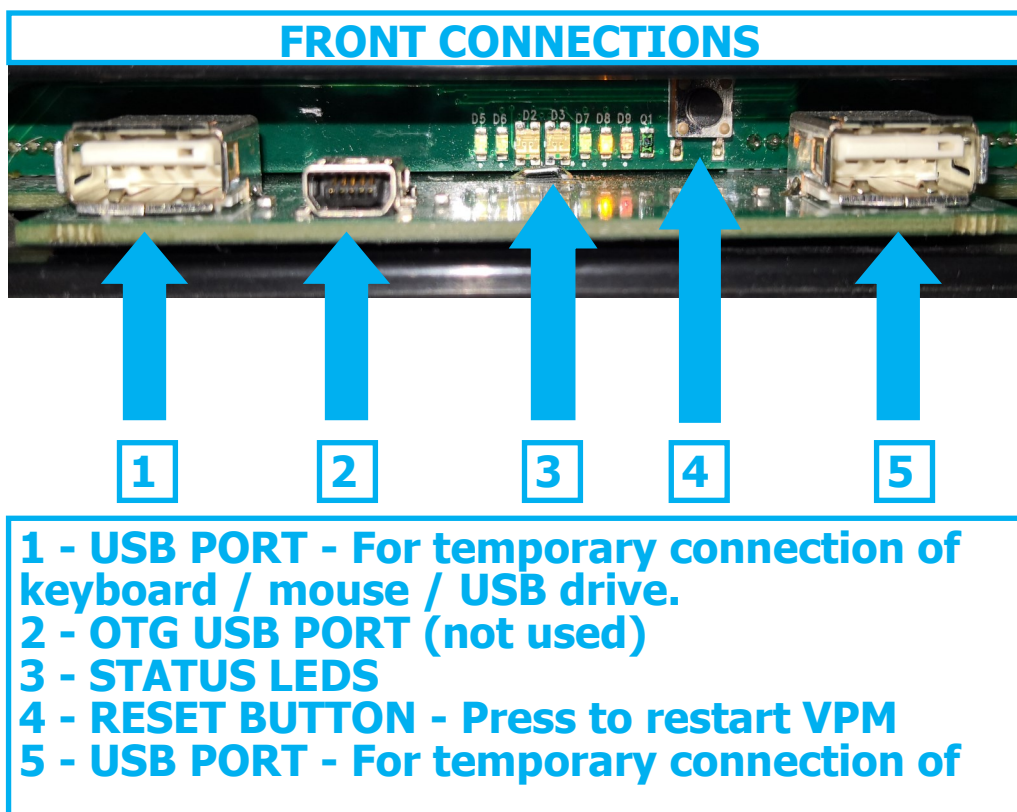 FRONT CONNECTIONS
D5 D6 D2 D3 D7 D8 D9 Q1
1 2 3 4 5
1 - USB PORT - For temporary connection of
keyboard / mouse / USB drive.
2 - OTG USB PORT (not used)
3 - STATUS LEDS
4 - RESET BUTTON - Press to restart VPM
5 - USB PORT - For temporary connection of